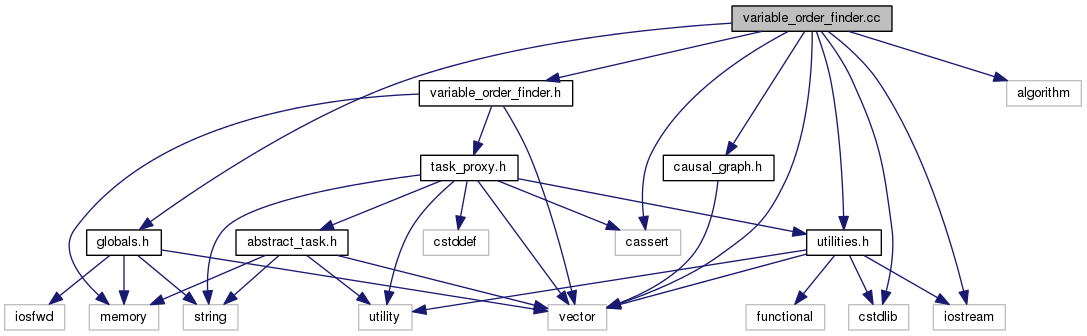 variable_order_finder.cc
variable_order_finder.h
algorithm
task_proxy.h
causal_graph.h
globals.h
abstract_task.h
cstddef
cassert
utilities.h
iosfwd
memory
string
utility
vector
functional
cstdlib
iostream